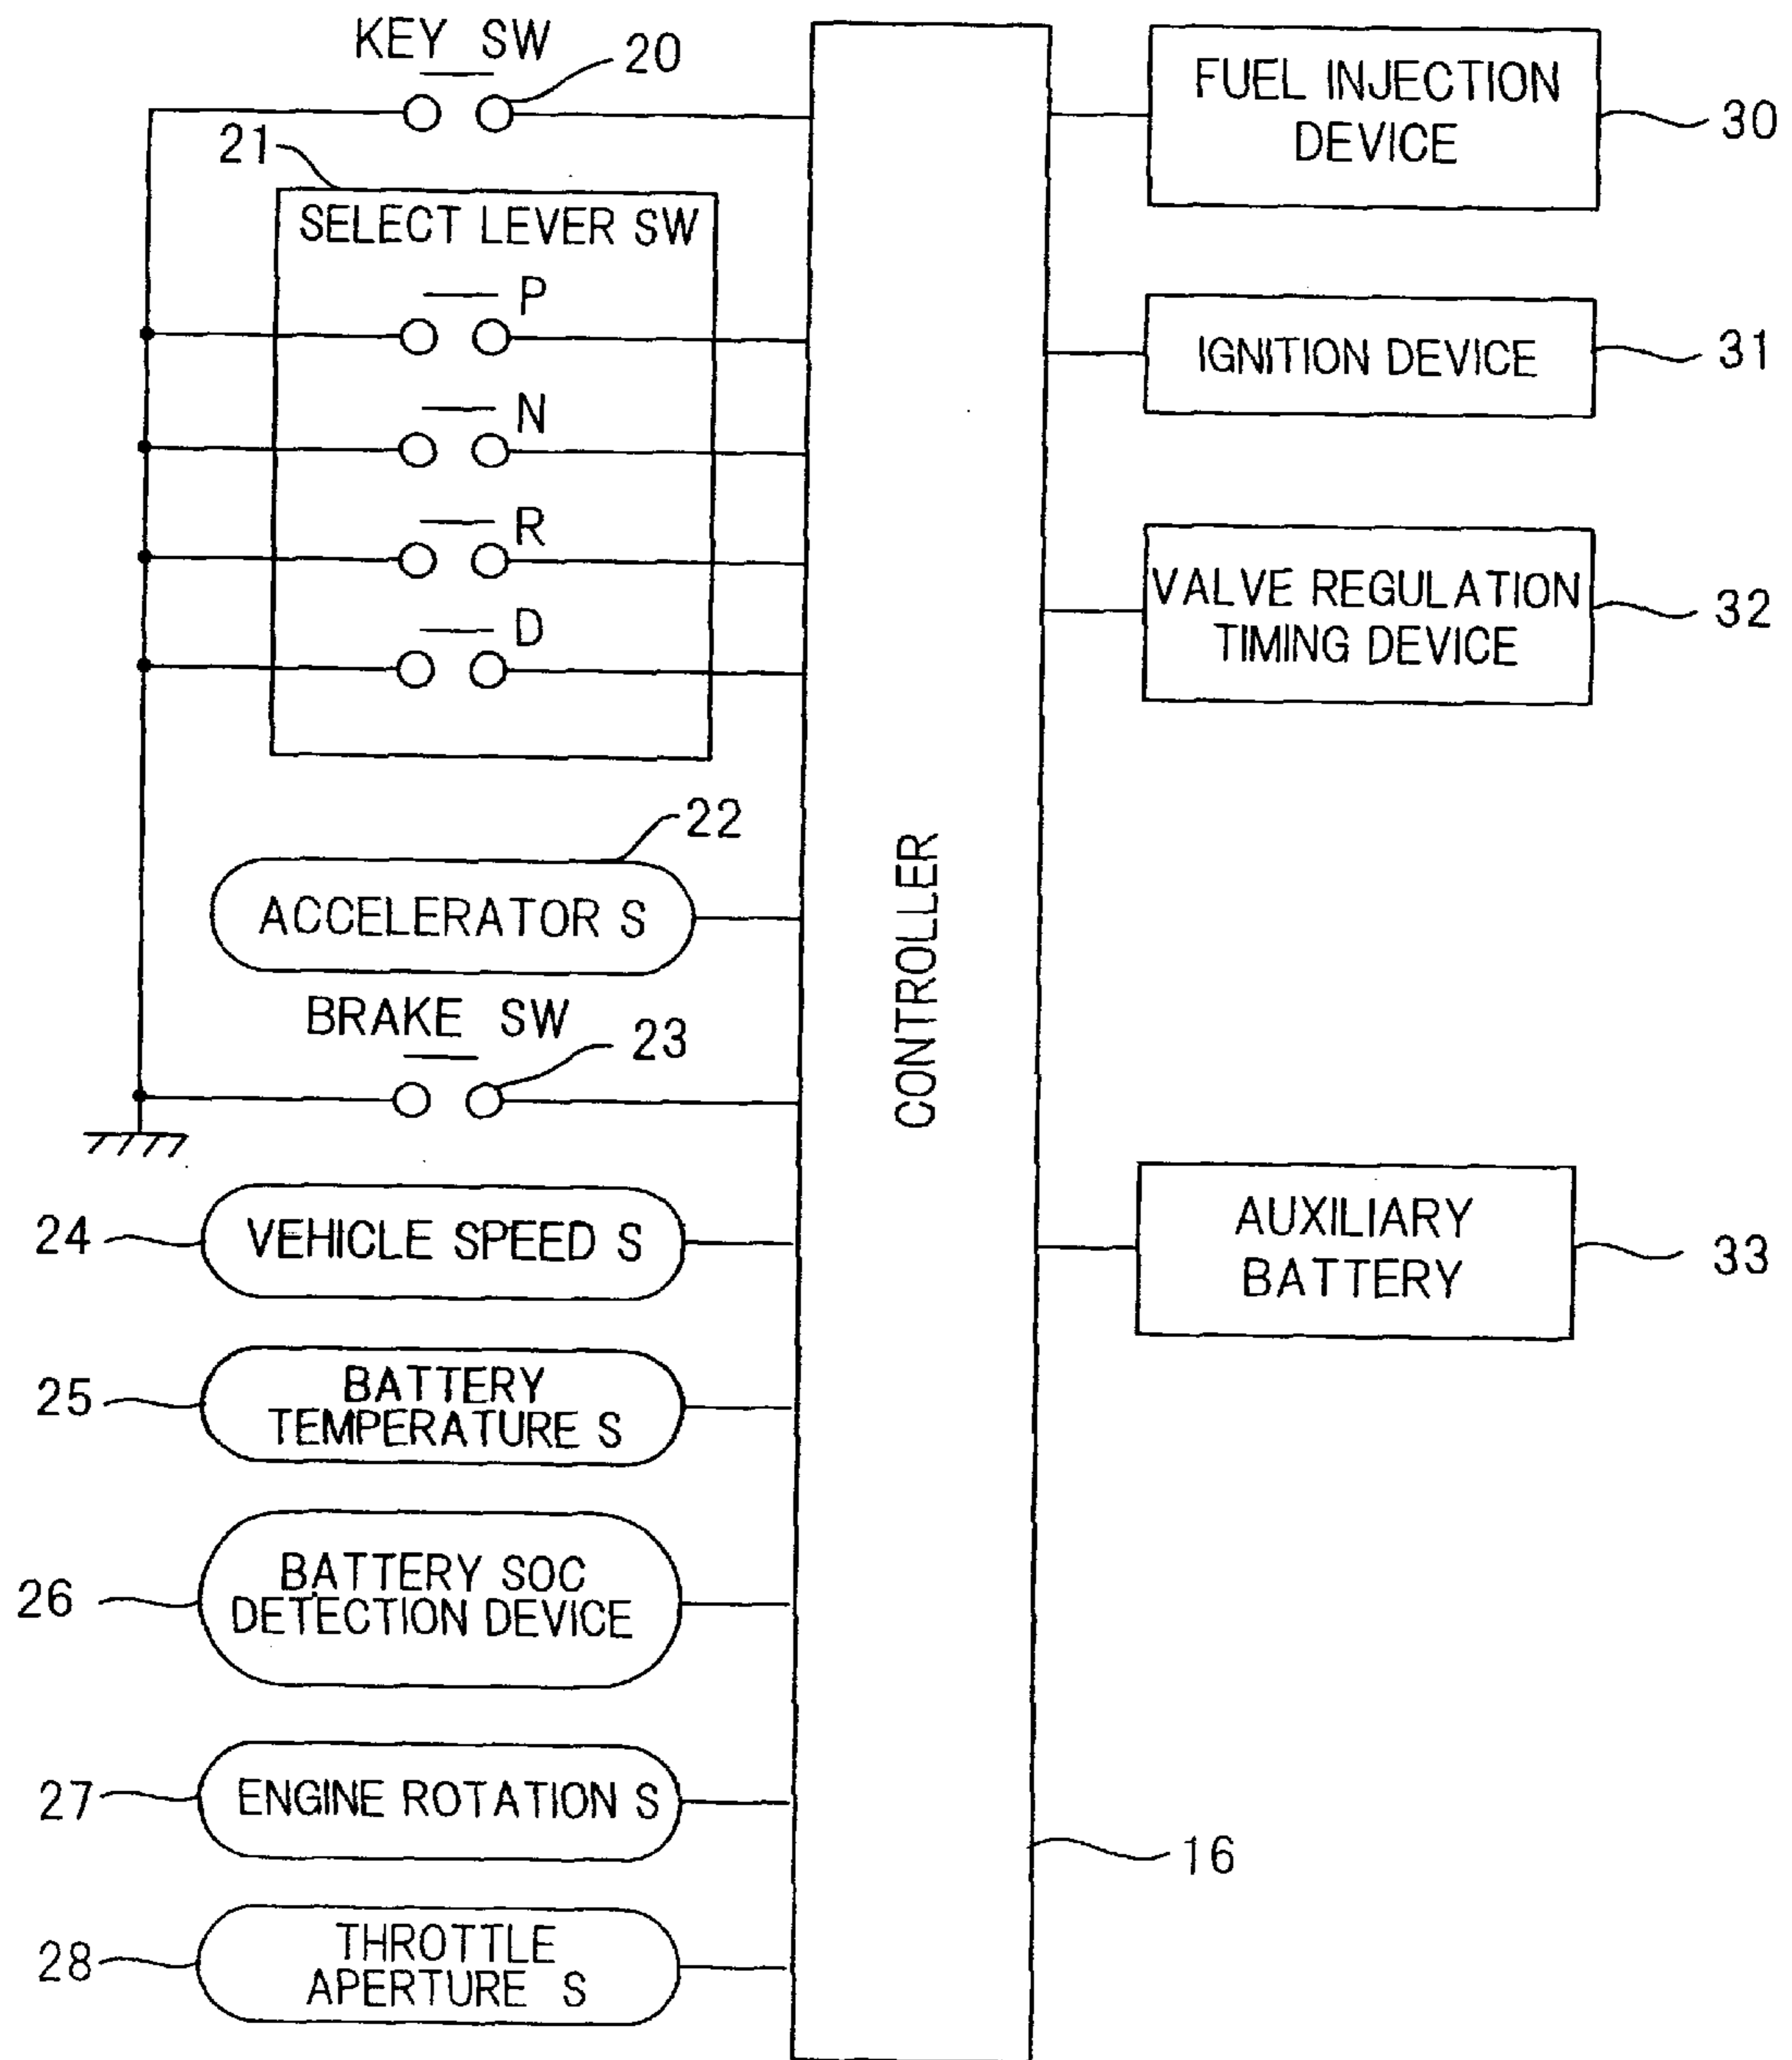 KEY SW
20
21
SELECT LEVER SW
P
N
R
D
22
ACCELERATOR S
BRAKE SW
23
24
VEHICLE SPEED S
25
BATTERY
TEMPERATURE S
26
BATTERY SOC
DETECTION DEVICE
27
ENGINE ROTATION S
28
THROTTLE
APERTURE S
CONTROLLER
16
FUEL INJECTION
DEVICE
30
IGNITION DEVICE
31
VALVE REGULATION
TIMING DEVICE
32
AUXILIARY
BATTERY
33